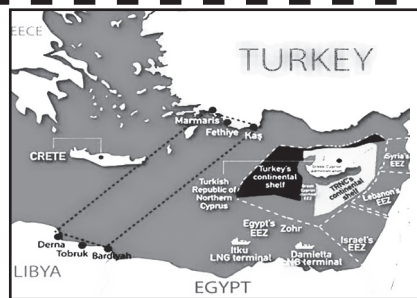 EECE
TURKEY
Marmaris
Fethiye
Kaş
CRETE
Turkey's
continental
shelf
Turkish
Republic of
Northern
Cyprus
TRNC's
continental
shelf
Syria's
EEZ
Lebanon's
EEZ
Egypt's
EEZ
Zohr
Israel's
EEZ
Itku
LNG terminal
Damietta
LNG terminal
Derna
Tobruk
Bardiyah
LIBYA
EGYPT